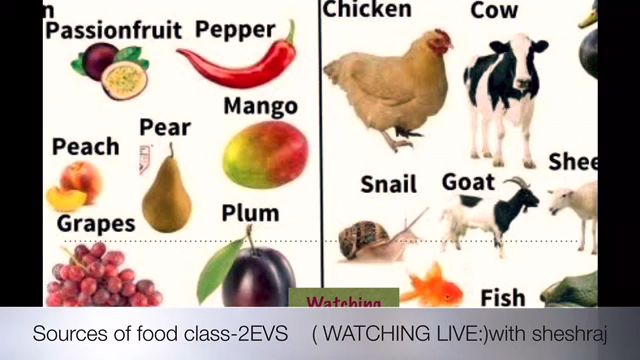 n
Passionfruit
Pepper
Mango
Pear
Peach
Plum
Grapes
Chicken
Cow
Shee
Snail
Goat
Fish
Watching
Sources of food class-2EVS ( WATCHING LIVE:)with sheshraj